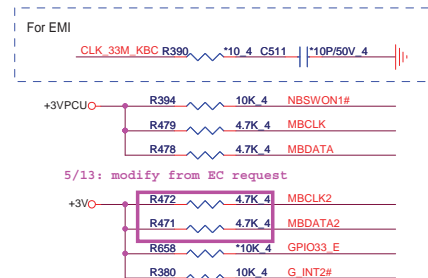 For EMI
CLK_33M_KBC R390 *10_4 C511 *10P/50V_4
+3VPCU R394 10K_4 NBSWON1#
R479 4.7K_4 MBCLK
R478 4.7K_4 MBDATA
5/13: modify from EC request
+3V R472 4.7K_4 MBCLK2
R471 4.7K_4 MBDATA2
R658 *10K_4 GPIO33_E
R380 10K_4 G_INT2#